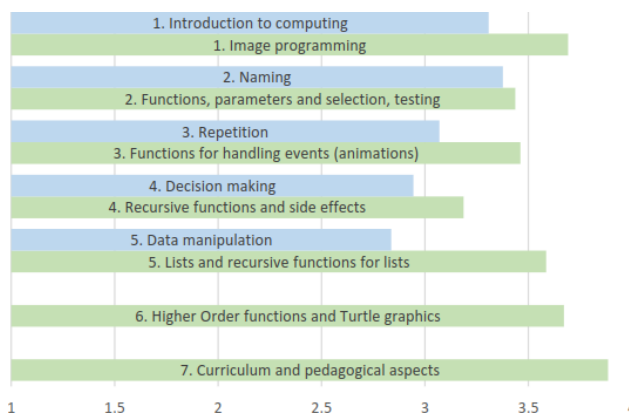 1. Introduction to computing
1. Image programming
2. Naming
2. Functions, parameters and selection, testing
3. Repetition
3. Functions for handling events (animations)
4. Decision making
4. Recursive functions and side effects
5. Data manipulation
5. Lists and recursive functions for lists
6. Higher Order functions and Turtle graphics
7. Curriculum and pedagogical aspects
1 1.5 2 2.5 3 3.5